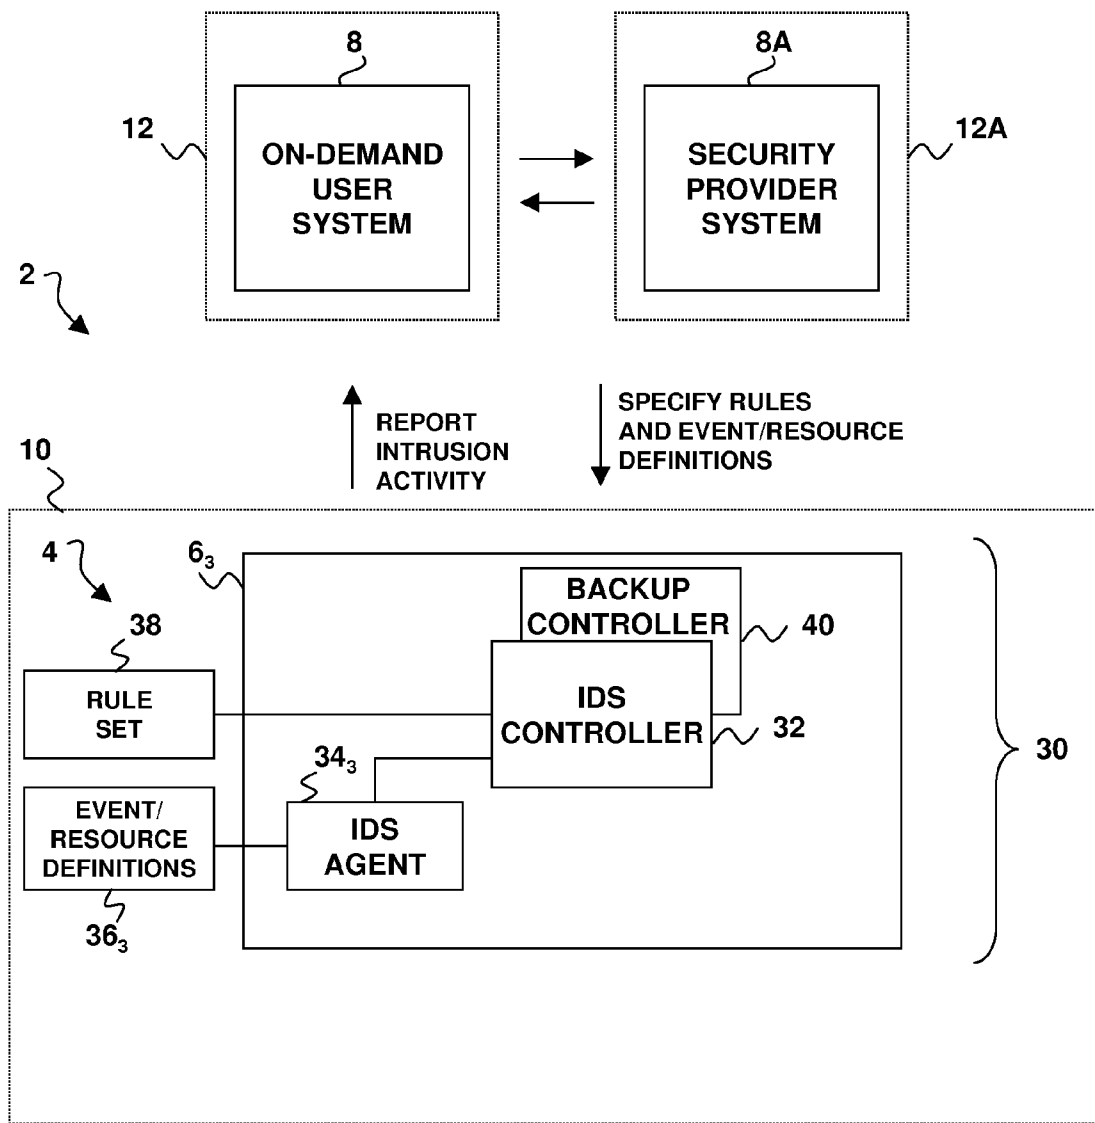 8
8A
12
ON-DEMAND
USER
SYSTEM
SECURITY
PROVIDER
SYSTEM
12A
2
REPORT
INTRUSION
ACTIVITY
SPECIFY RULES
AND EVENT/RESOURCE
DEFINITIONS
10
4
6₃
BACKUP
CONTROLLER
40
38
RULE
SET
IDS
CONTROLLER
32
30
34₃
EVENT/
RESOURCE
DEFINITIONS
IDS
AGENT
36₃